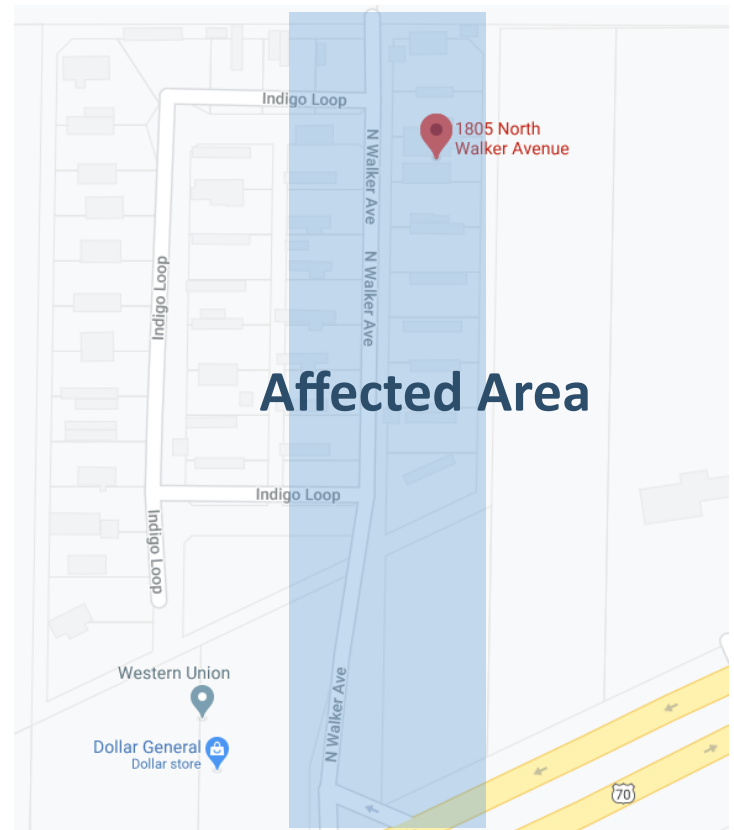 Indigo Loop
N Walker Ave
1805 North
Walker Avenue
N Walker Ave
Indigo Loop
Affected Area
Indigo Loop
Indigo Loop
Western Union
N Walker Ave
Dollar General
Dollar store
70